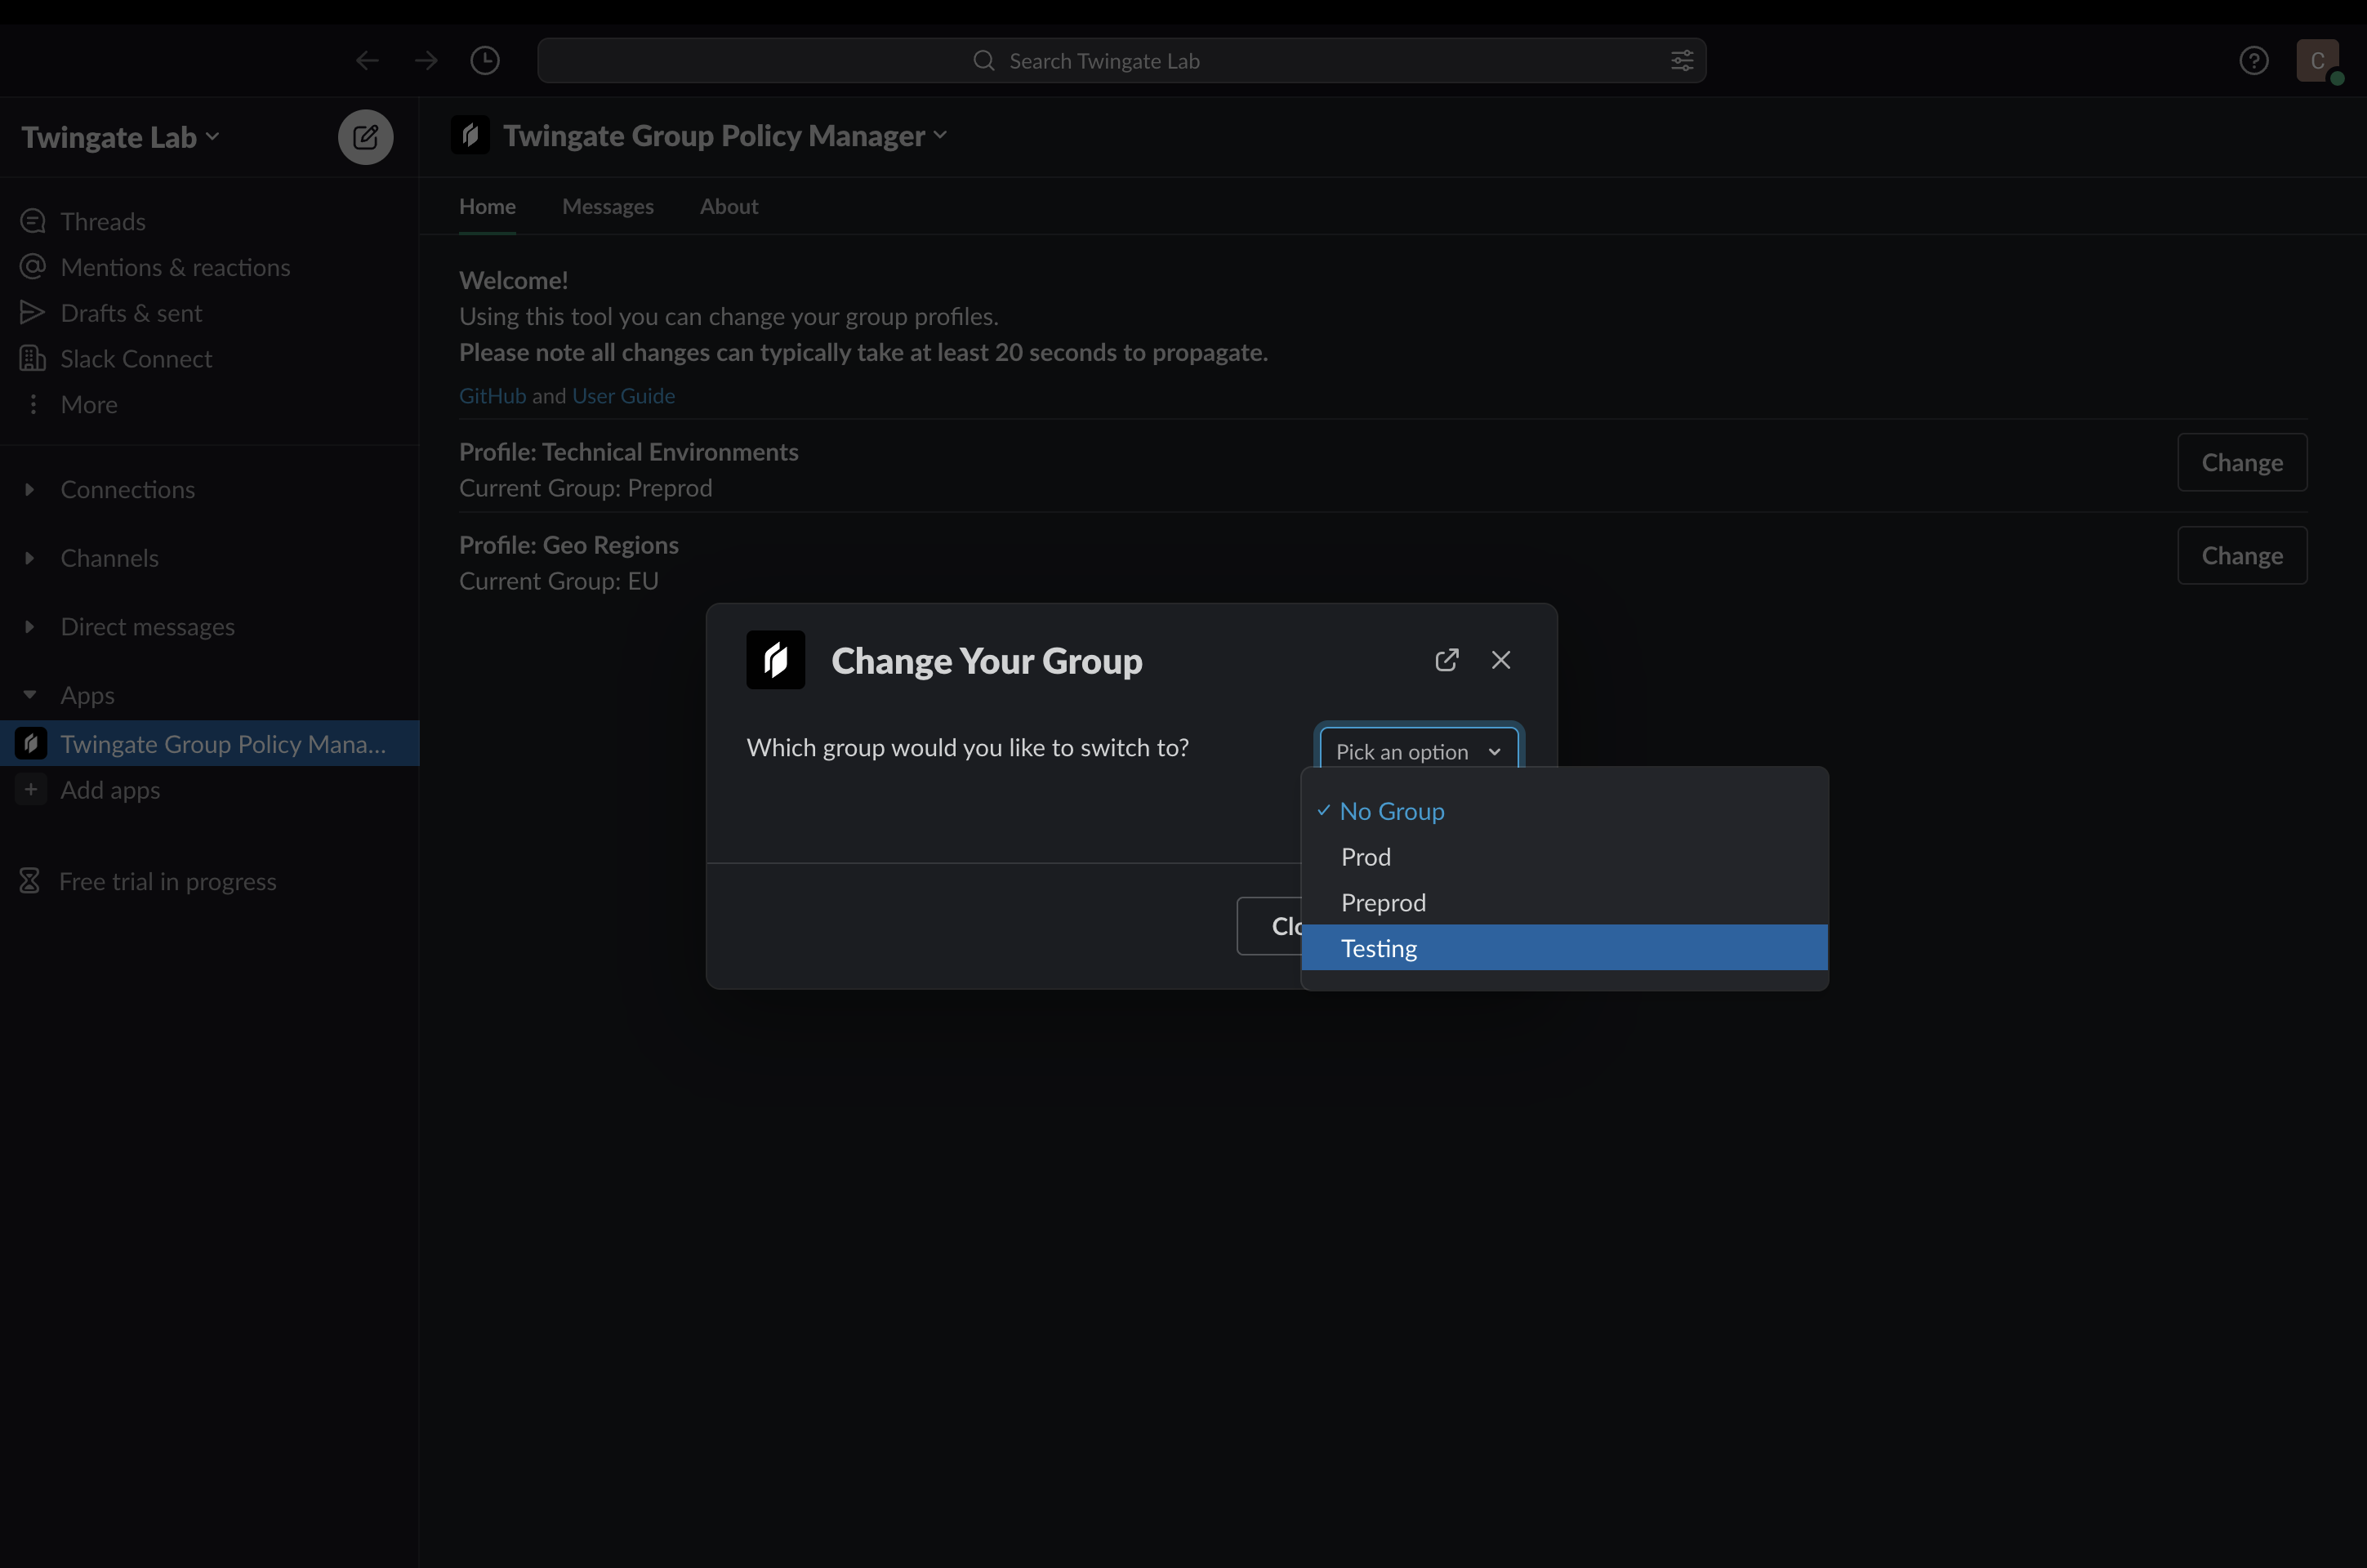 Search Twingate Lab
C
Twingate Lab
Twingate Group Policy Manager
Home Messages About
Threads
Mentions & reactions
Drafts & sent
Slack Connect
More
Connections
Channels
Direct messages
Apps
Twingate Group Policy Mana...
Add apps
Free trial in progress
Welcome!
Using this tool you can change your group profiles.
Please note all changes can typically take at least 20 seconds to propagate.
GitHub and User Guide
Profile: Technical Environments
Current Group: Preprod
Change
Profile: Geo Regions
Current Group: EU
Change
Change Your Group
Which group would you like to switch to?
Pick an option
No Group
Prod
Preprod
Testing
Clo